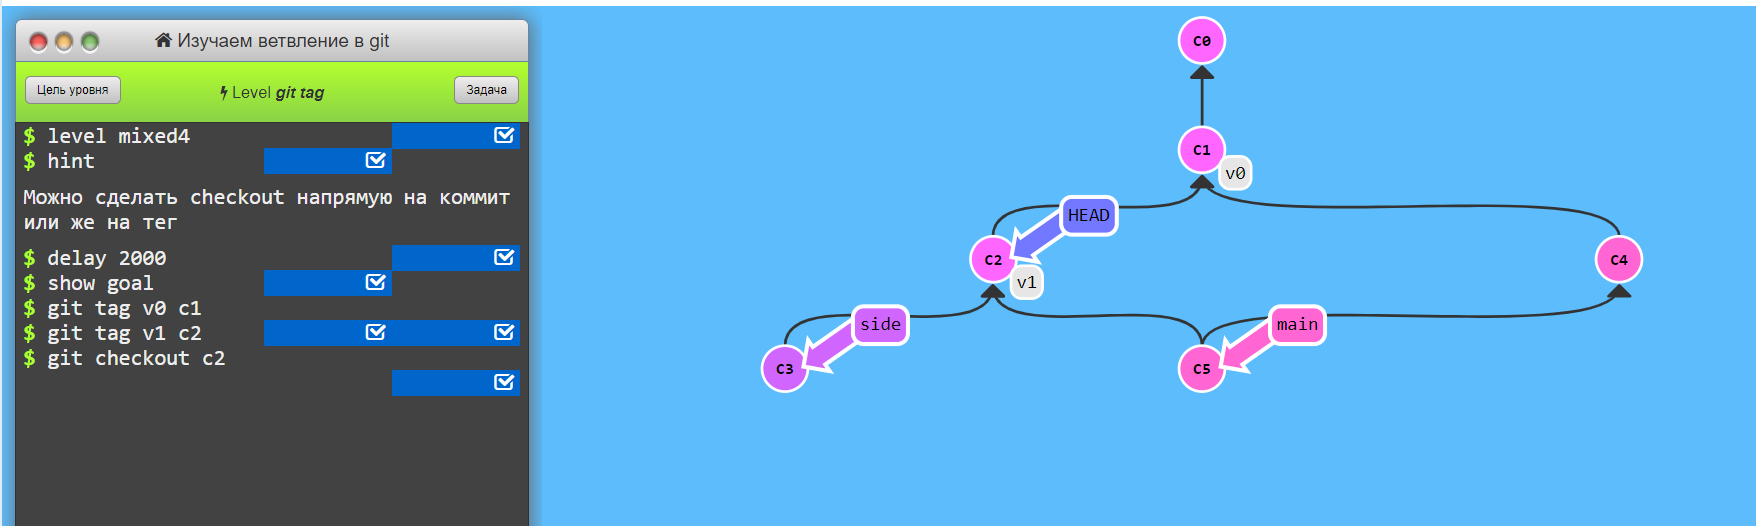 Изучаем ветвление в git
Цель уровня
Level git tag
Задача
$ level mixed4
$ hint
Можно сделать checkout напрямую на коммит
или же на тег
$ delay 2000
$ show goal
$ git tag v0 c1
$ git tag v1 c2
$ git checkout c2
C0
C1
v0
HEAD
C2
v1
C4
side
main
C3
C5